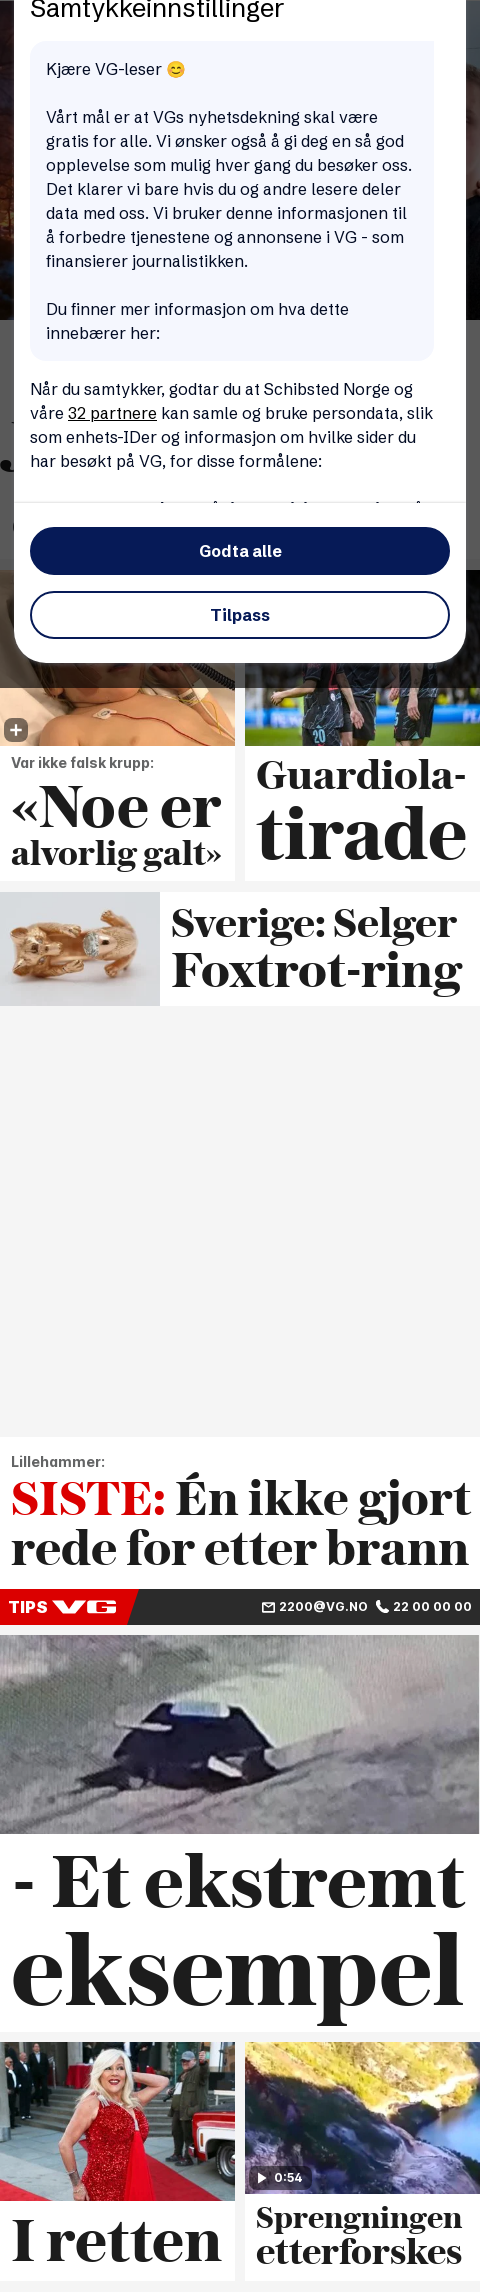 Samtykkeinnstillinger
Kjære VG-leser 😊
Vårt mål er at VGs nyhetsdekning skal være
gratis for alle. Vi ønsker også å gi deg en så god
opplevelse som mulig hver gang du besøker oss.
Det klarer vi bare hvis du og andre lesere deler
data med oss. Vi bruker denne informasjonen til
å forbedre tjenestene og annonsene i VG - som
finansierer journalistikken.
Du finner mer informasjon om hva dette
innebærer her:
Når du samtykker, godtar du at Schibsted Norge og
våre 32 partnere kan samle og bruke persondata, slik
som enhets-IDer og informasjon om hvilke sider du
har besøkt på VG, for disse formålene:
Godta alle
Tilpass
Var ikke falsk krupp:
«Noe er
alvorlig galt»
Guardiola-
tirade
Sverige: Selger
Foxtrot-ring
Lillehammer:
SISTE: Én ikke gjort
rede for etter brann
TIPS VG 2200@VG.NO 22 00 00 00
- Et ekstremt
eksempel
I retten
0:54
Sprengningen
etterforskes